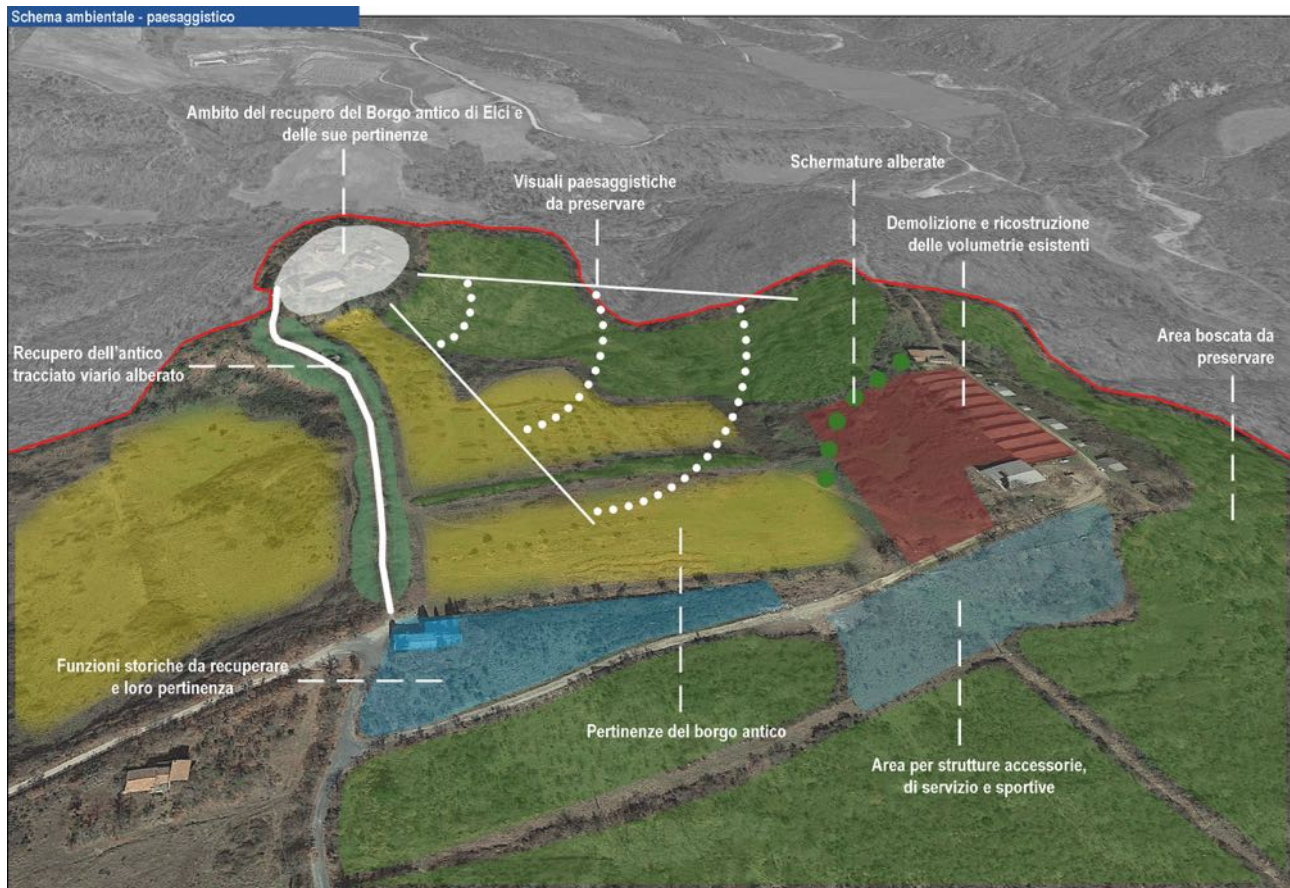 Schema ambientale - paesaggistico
Ambito del recupero del Borgo antico di Elci e
delle sue pertinenze
Visuali paesaggistiche
da preservare
Schermature alberate
Demolizione e ricostruzione
delle volumetrie esistenti
Area boscata da
preservare
Recupero dell'antico
tracciato viario alberato
Funzioni storiche da recuperare
e loro pertinenza
Pertinenze del borgo antico
Area per strutture accessorie,
di servizio e sportive